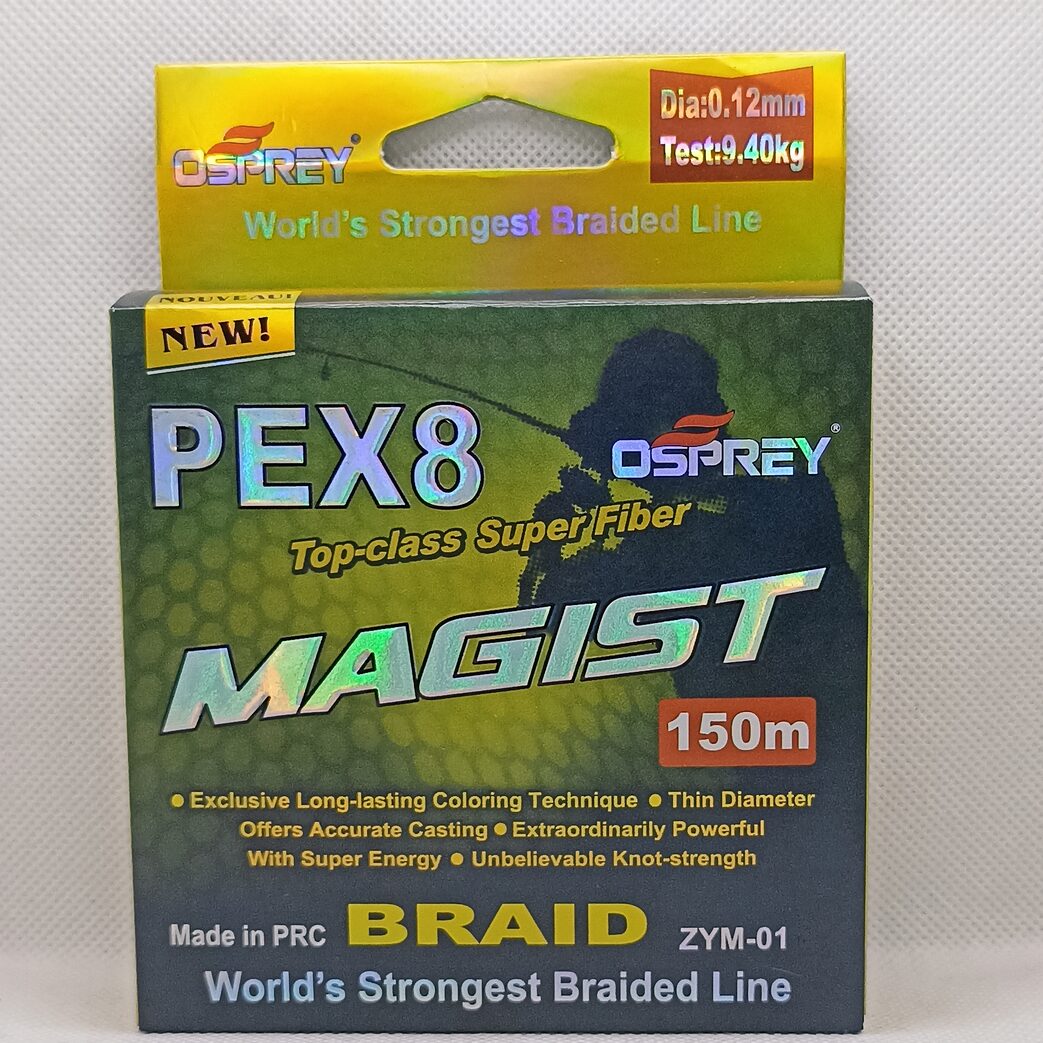 OSPREY
Dia:0.12mm
Test:9.40kg
World's Strongest Braided Line
NOUVEAU!
NEW!
PEX8
OSPREY®
Top-class Super Fiber
MAGIST
150m
• Exclusive Long-lasting Coloring Technique • Thin Diameter
Offers Accurate Casting • Extraordinarily Powerful
With Super Energy • Unbelievable Knot-strength
Made in PRC BRAID ZYM-01
World's Strongest Braided Line